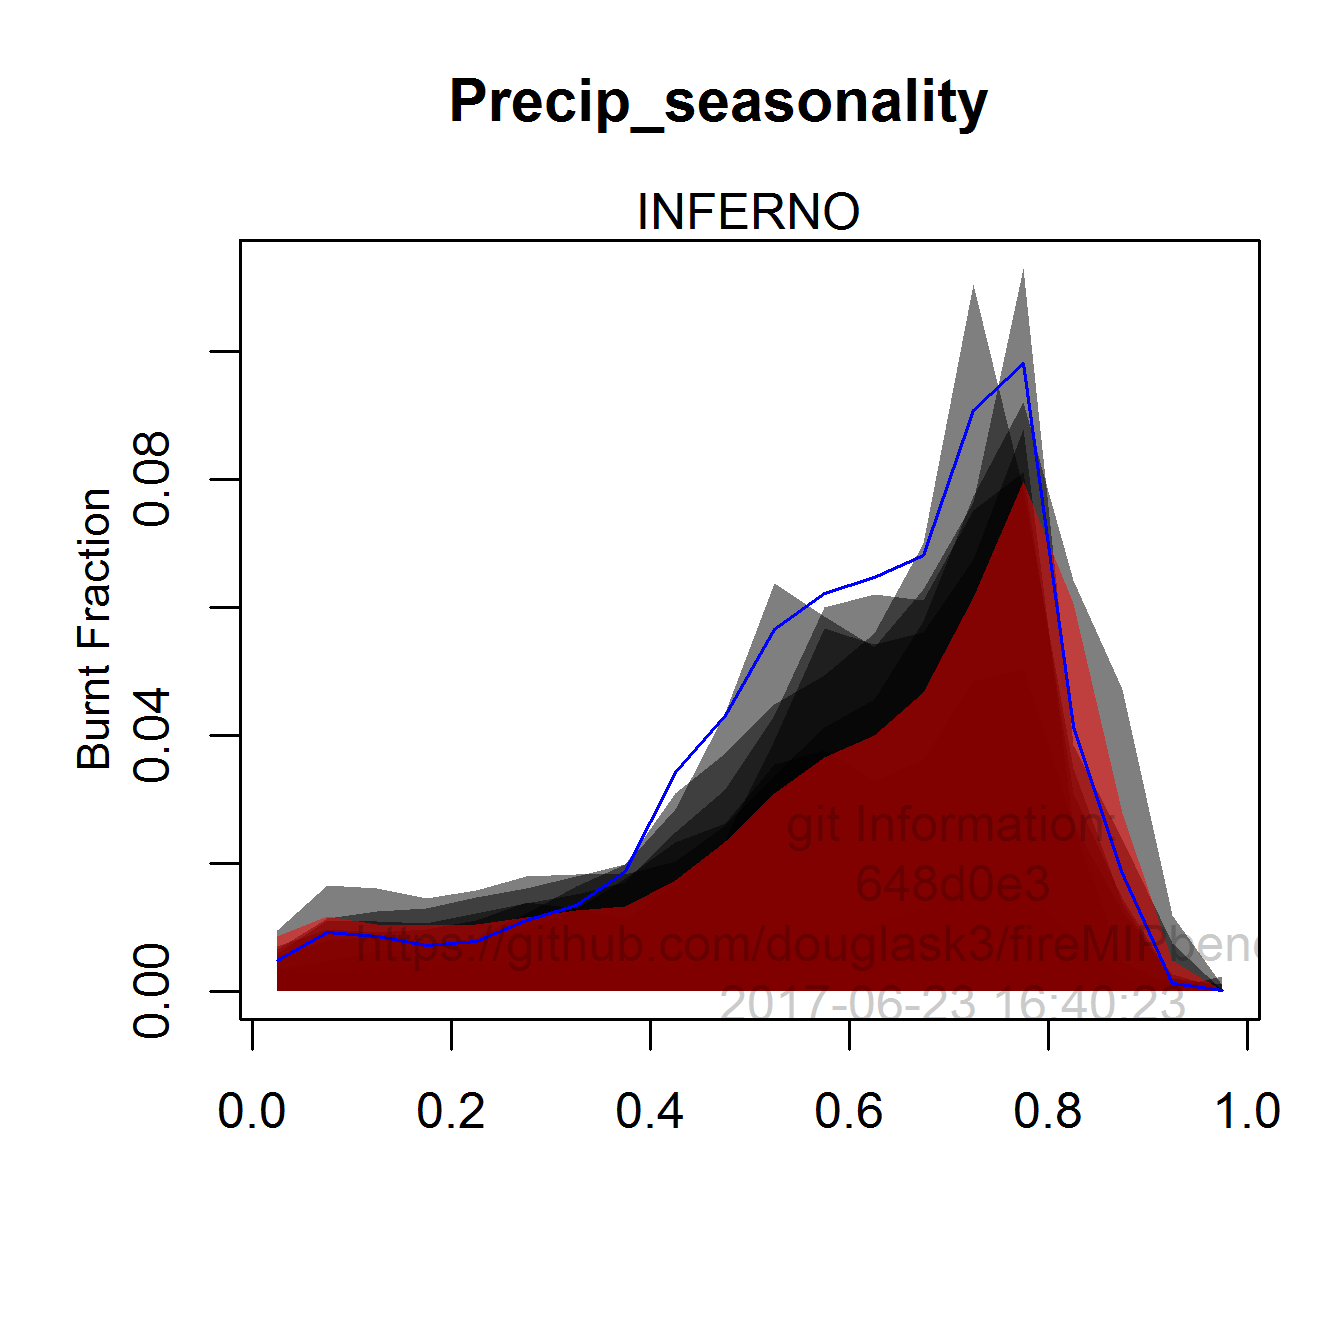 Precip_seasonality
INFERNO
Burnt Fraction
0.08
0.04
0.00
git Information:
648d0e3
https://github.com/douglask3/fireMIPbenc
2017-06-23 16:40:23
0.0 0.2 0.4 0.6 0.8 1.0